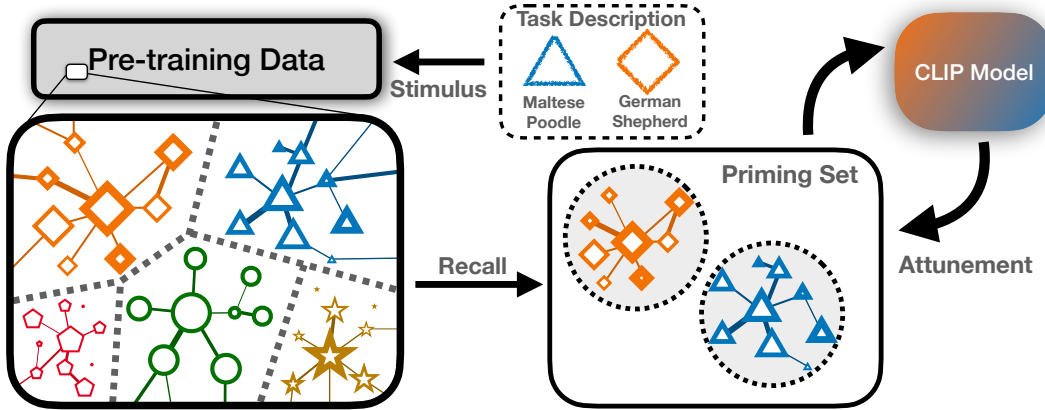 Task Description
Pre-training Data
Stimulus
Maltese
Poodle
German
Shepherd
CLIP Model
Priming Set
Recall
Attunement